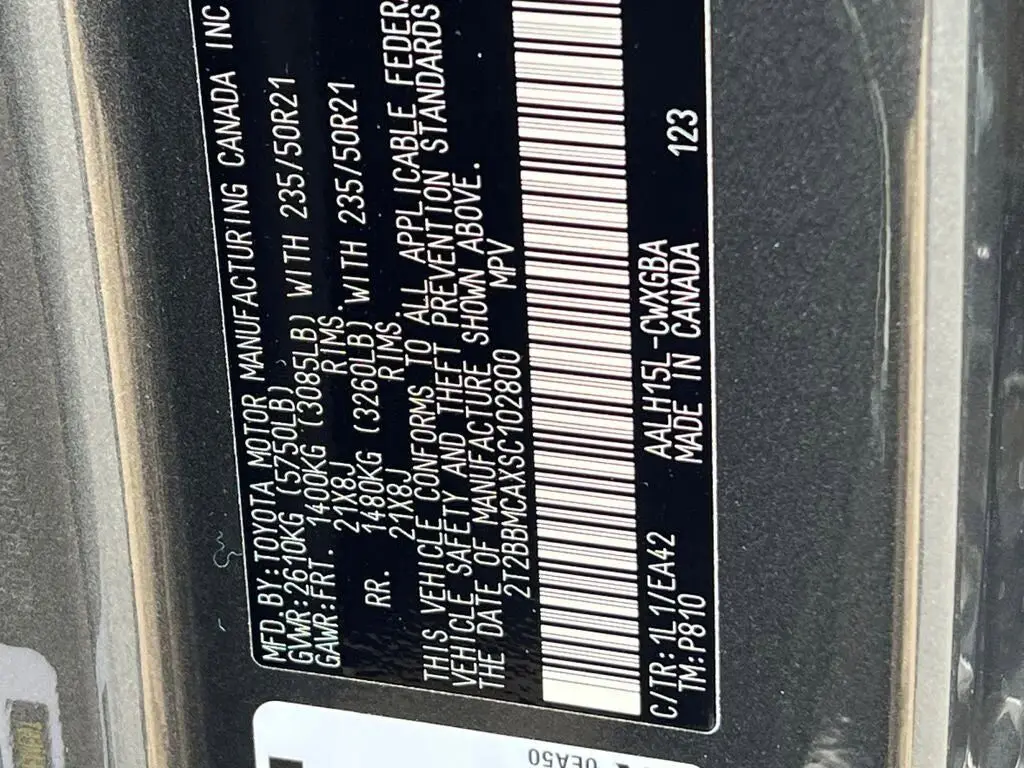 MFD.BY:TOYOTA MOTOR MANUFACTURING CANADA INC
GVWR:2610KG (5750LB)
GAWR:FRT. 1400KG (3085LB) WITH 235/50R21
21X8J RIMS,
RR. 1480KG (3260LB) WITH 235/50R21
21X8J RIMS.
THIS VEHICLE CONFORMS TO ALL APPLICABLE
VEHICLE SAFETY AND THEFT PREVENTION STANDARDS
THE DATE OF MANUFACTURE SHOWN ABOVE.
2T2BBMCAXSC102800 MPV
C/TR:1L1/EA42 AALH15L-CWXGBA 123
TM:P810 MADE IN CANADA
0EA50